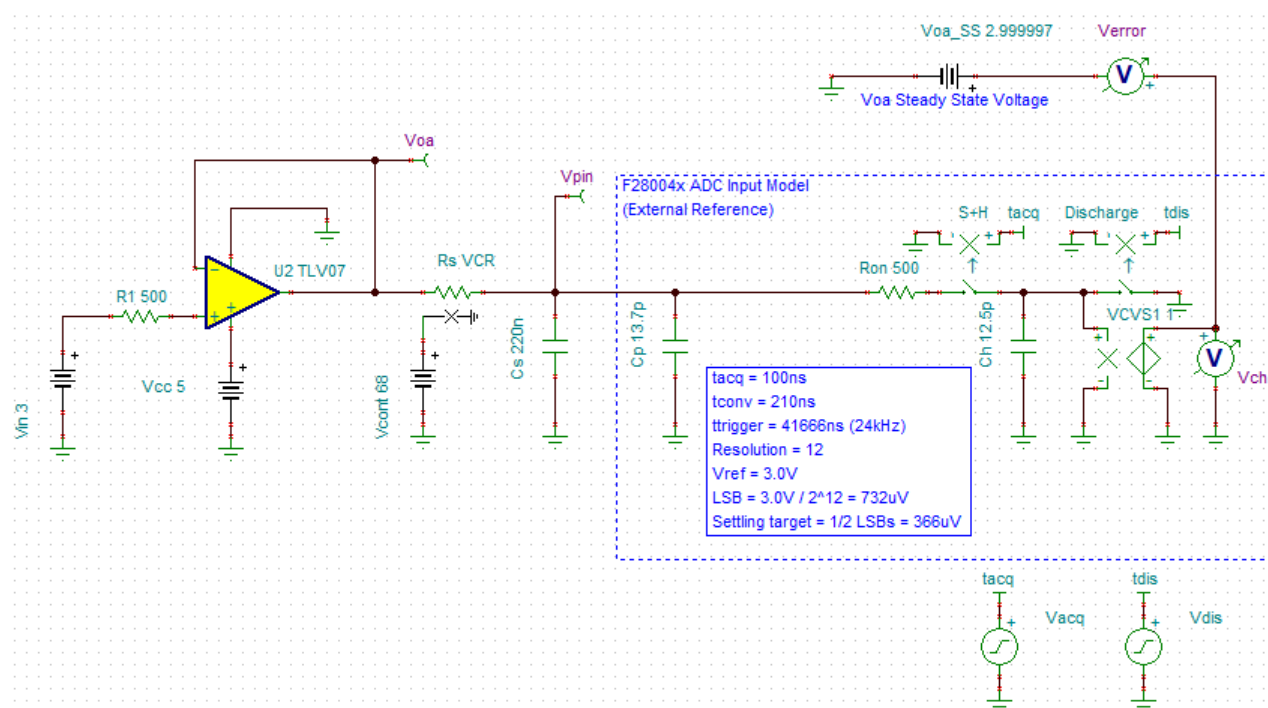 Voa_SS 2.999997
Verror
Voa Steady State Voltage
Voa
Vpin
F28004x ADC Input Model
(External Reference)
S+H
tacq
Discharge
tdis
U2 TLV07
Rs VCR
Ron 500
R1 500
VCVS1 1
Vcc 5
Vin 3
Vcont 68
Cs 220n
Cp 13.7p
Ch 12.5p
Vch
tacq = 100ns
tconv = 210ns
ttrigger = 41666ns (24kHz)
Resolution = 12
Vref = 3.0V
LSB = 3.0V / 2^12 = 732uV
Settling target = 1/2 LSBs = 366uV
tacq
tdis
Vacq
Vdis